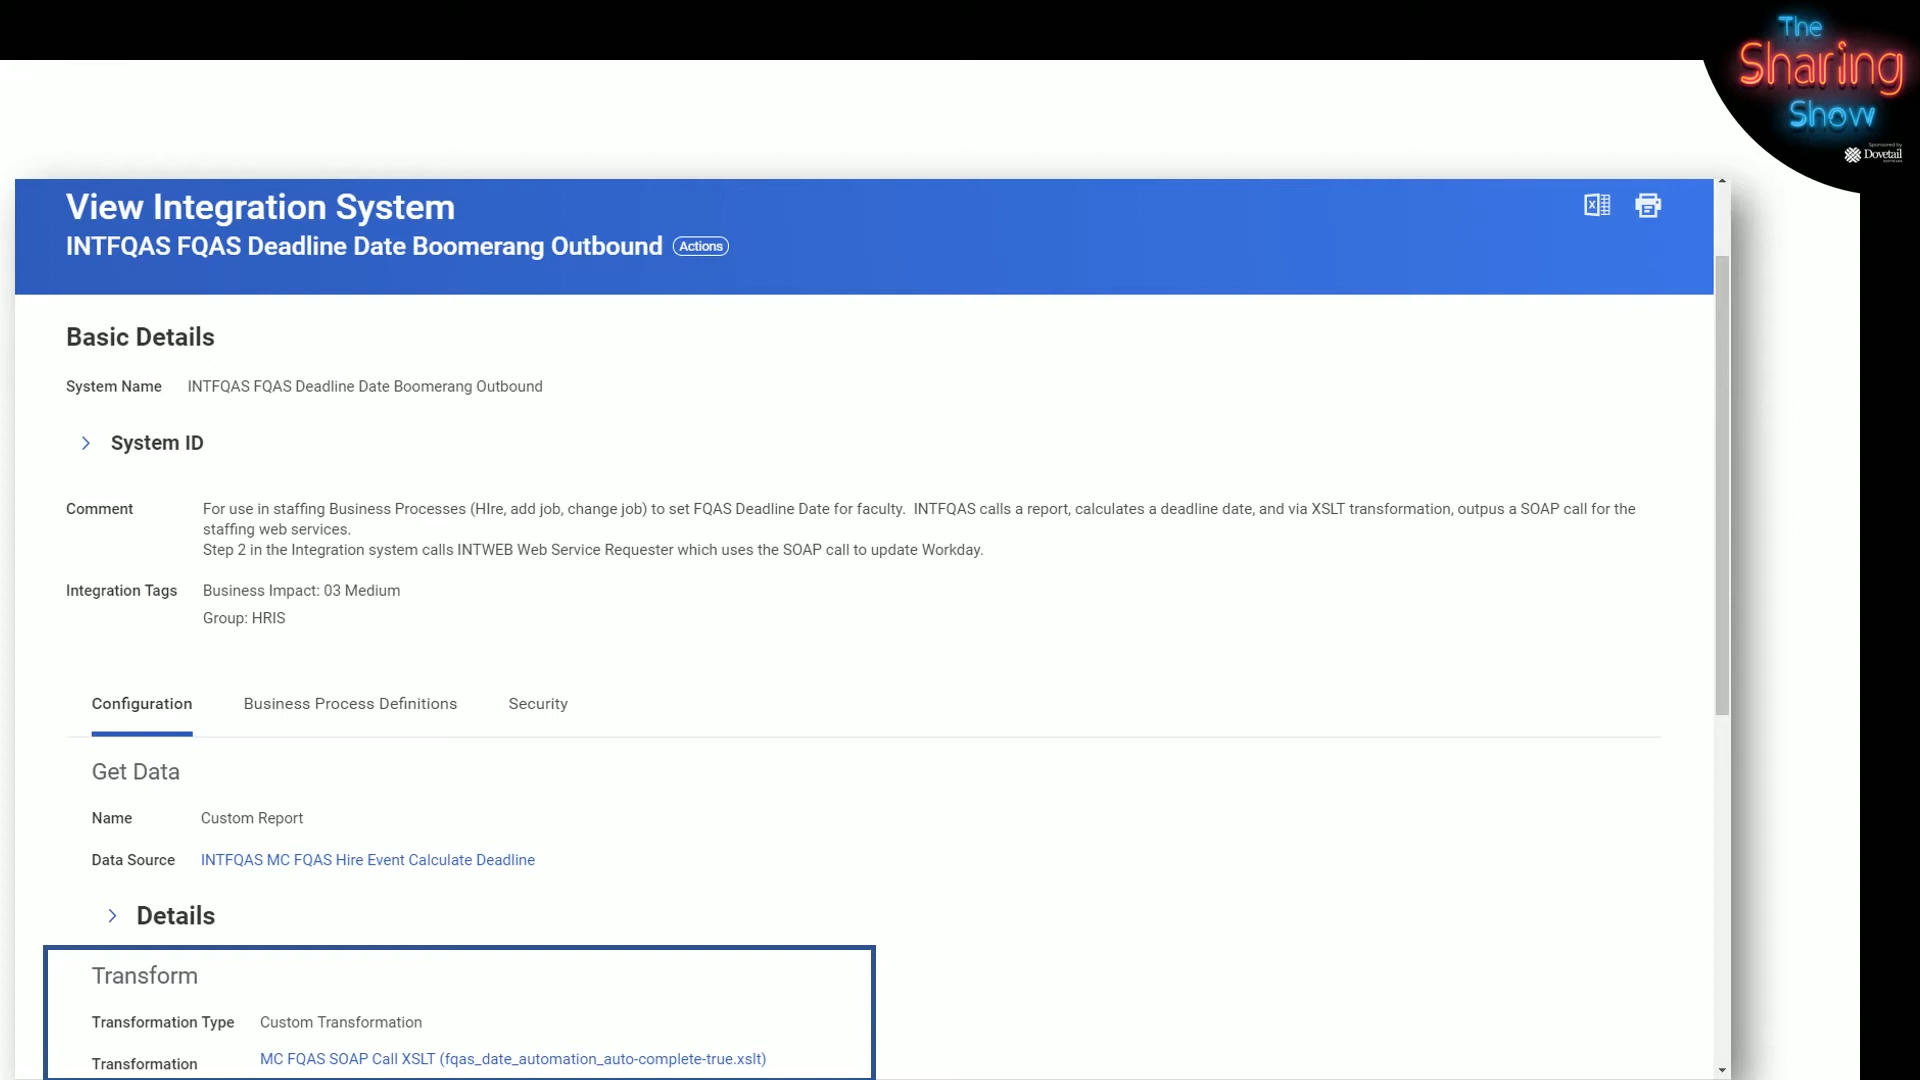 The
Sharing
Show
Sponsored by
Dovetail
SOFTWARE
View Integration System
INTFQAS FQAS Deadline Date Boomerang Outbound Actions
Basic Details
System Name INTFQAS FQAS Deadline Date Boomerang Outbound
System ID
Comment For use in staffing Business Processes (HIre, add job, change job) to set FQAS Deadline Date for faculty. INTFQAS calls a report, calculates a deadline date, and via XSLT transformation, outpus a SOAP call for the
staffing web services.
Step 2 in the Integration system calls INTWEB Web Service Requester which uses the SOAP call to update Workday.
Integration Tags Business Impact: 03 Medium
Group: HRIS
Configuration Business Process Definitions Security
Get Data
Name Custom Report
Data Source INTFQAS MC FQAS Hire Event Calculate Deadline
Details
Transform
Transformation Type Custom Transformation
Transformation MC FQAS SOAP Call XSLT (fqas_date_automation_auto-complete-true.xslt)